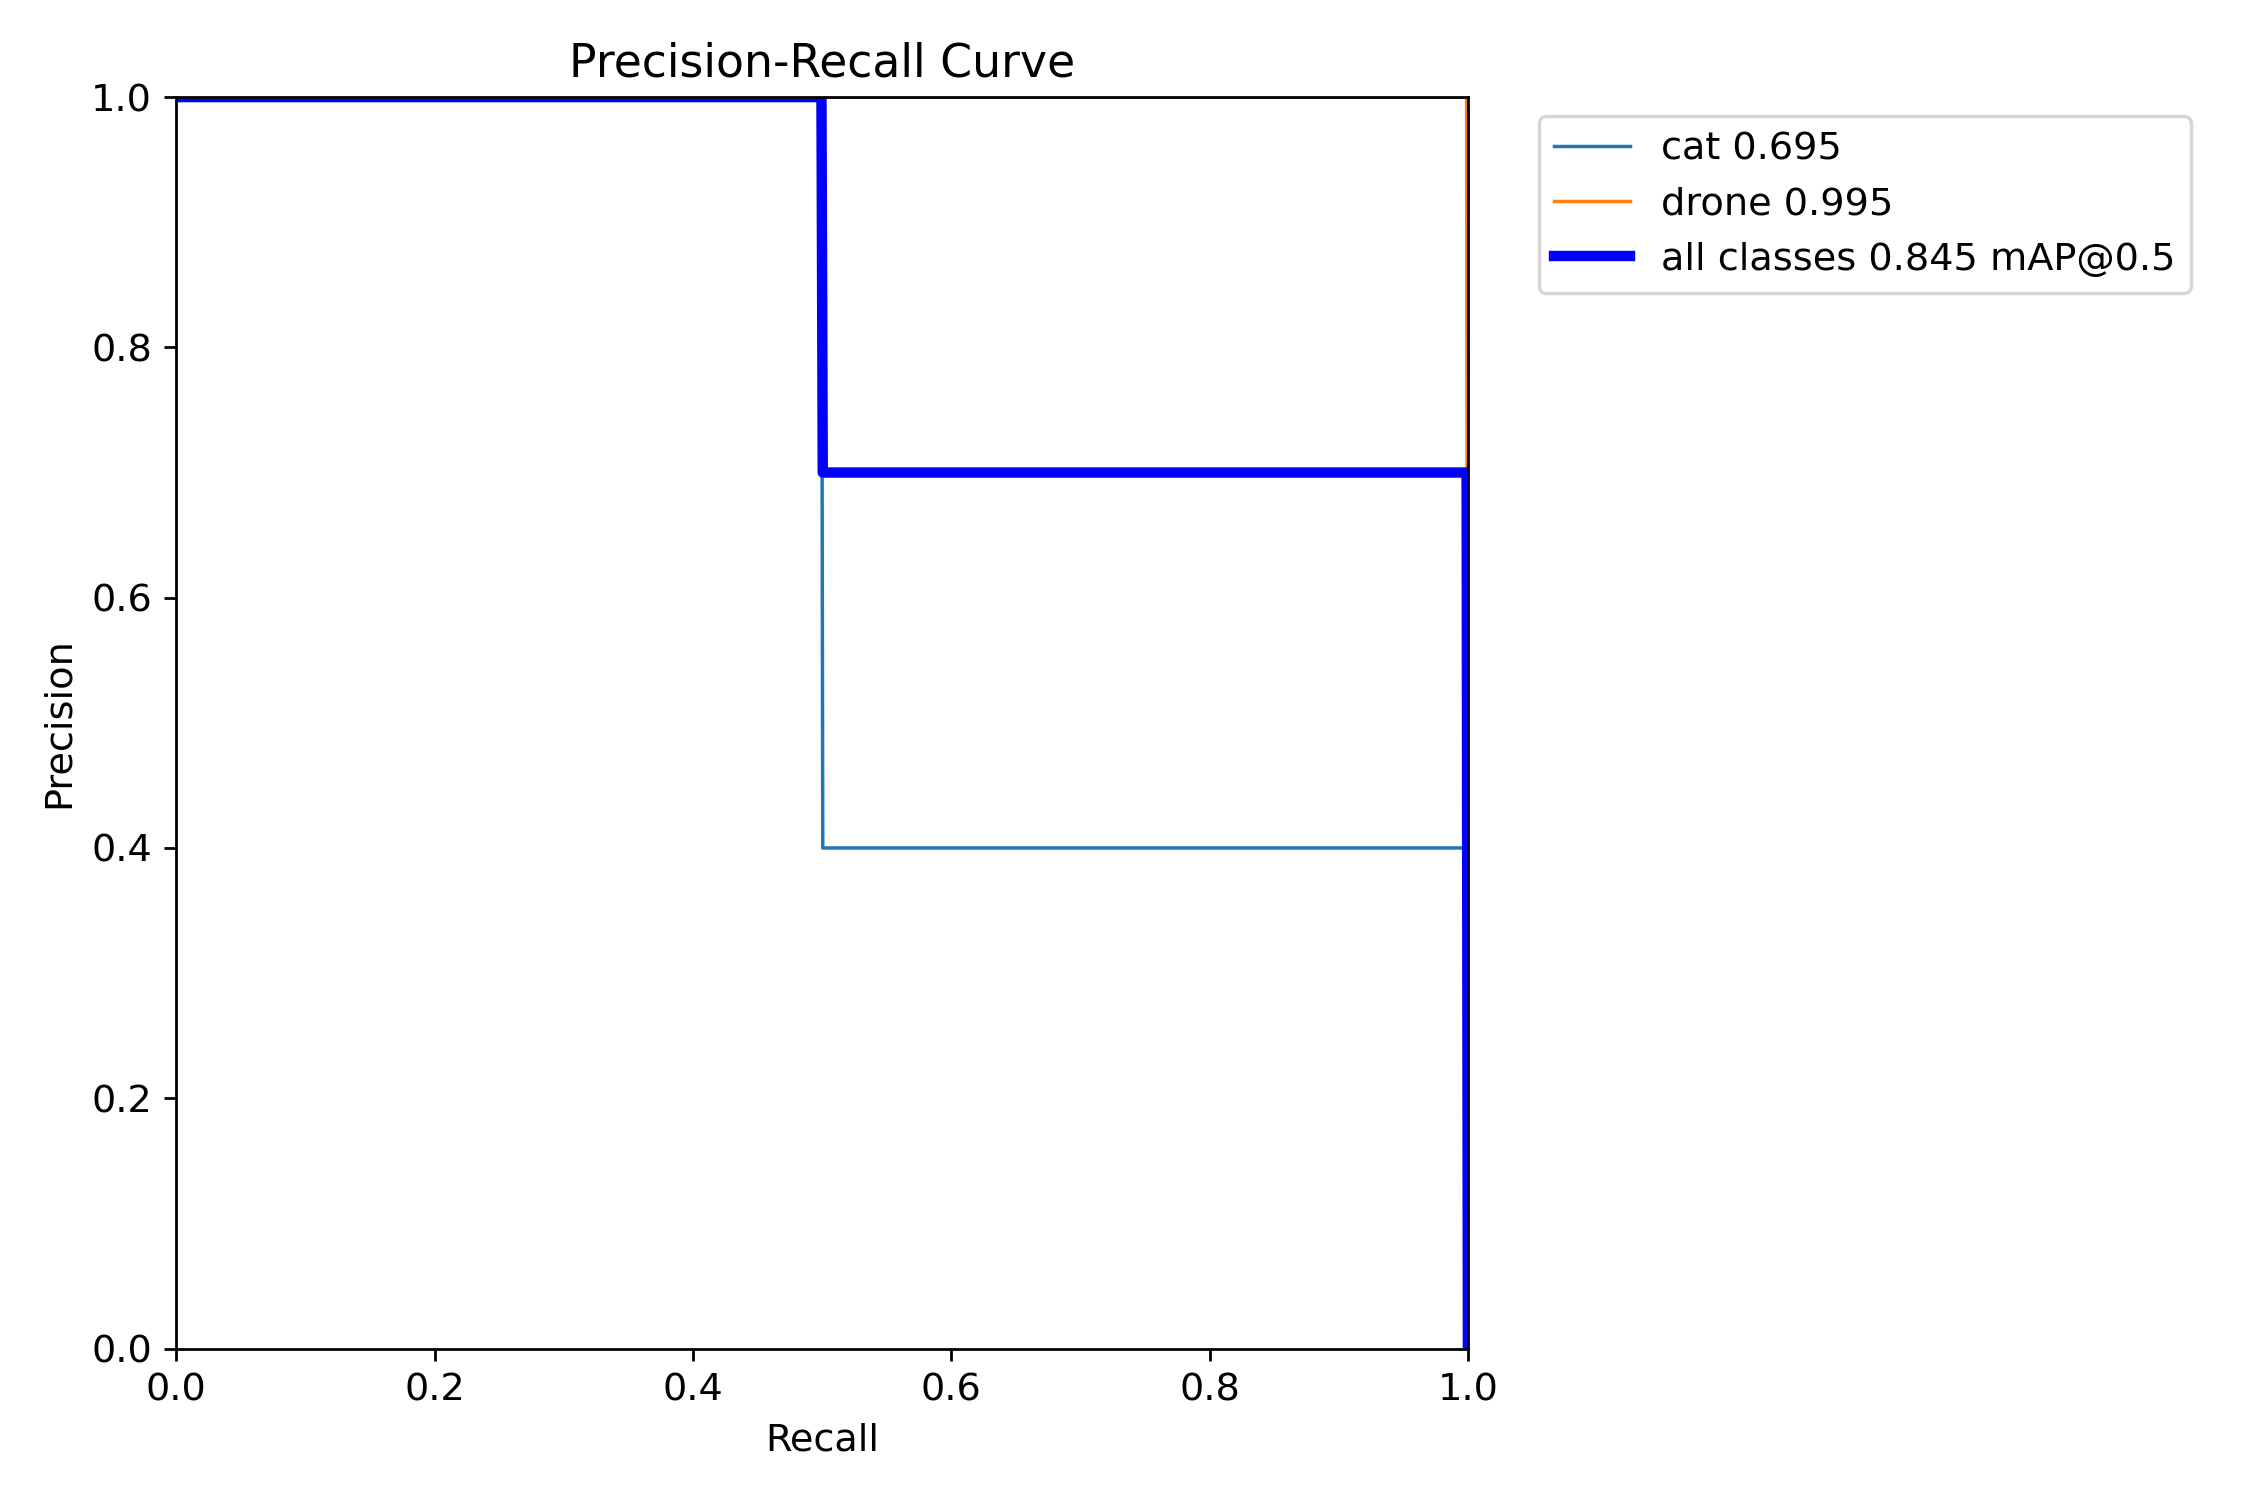 Precision-Recall Curve
1.0
0.8
0.6
0.4
0.2
0.0
Precision
0.0 0.2 0.4 0.6 0.8 1.0
Recall
cat 0.695
drone 0.995
all classes 0.845 mAP@0.5